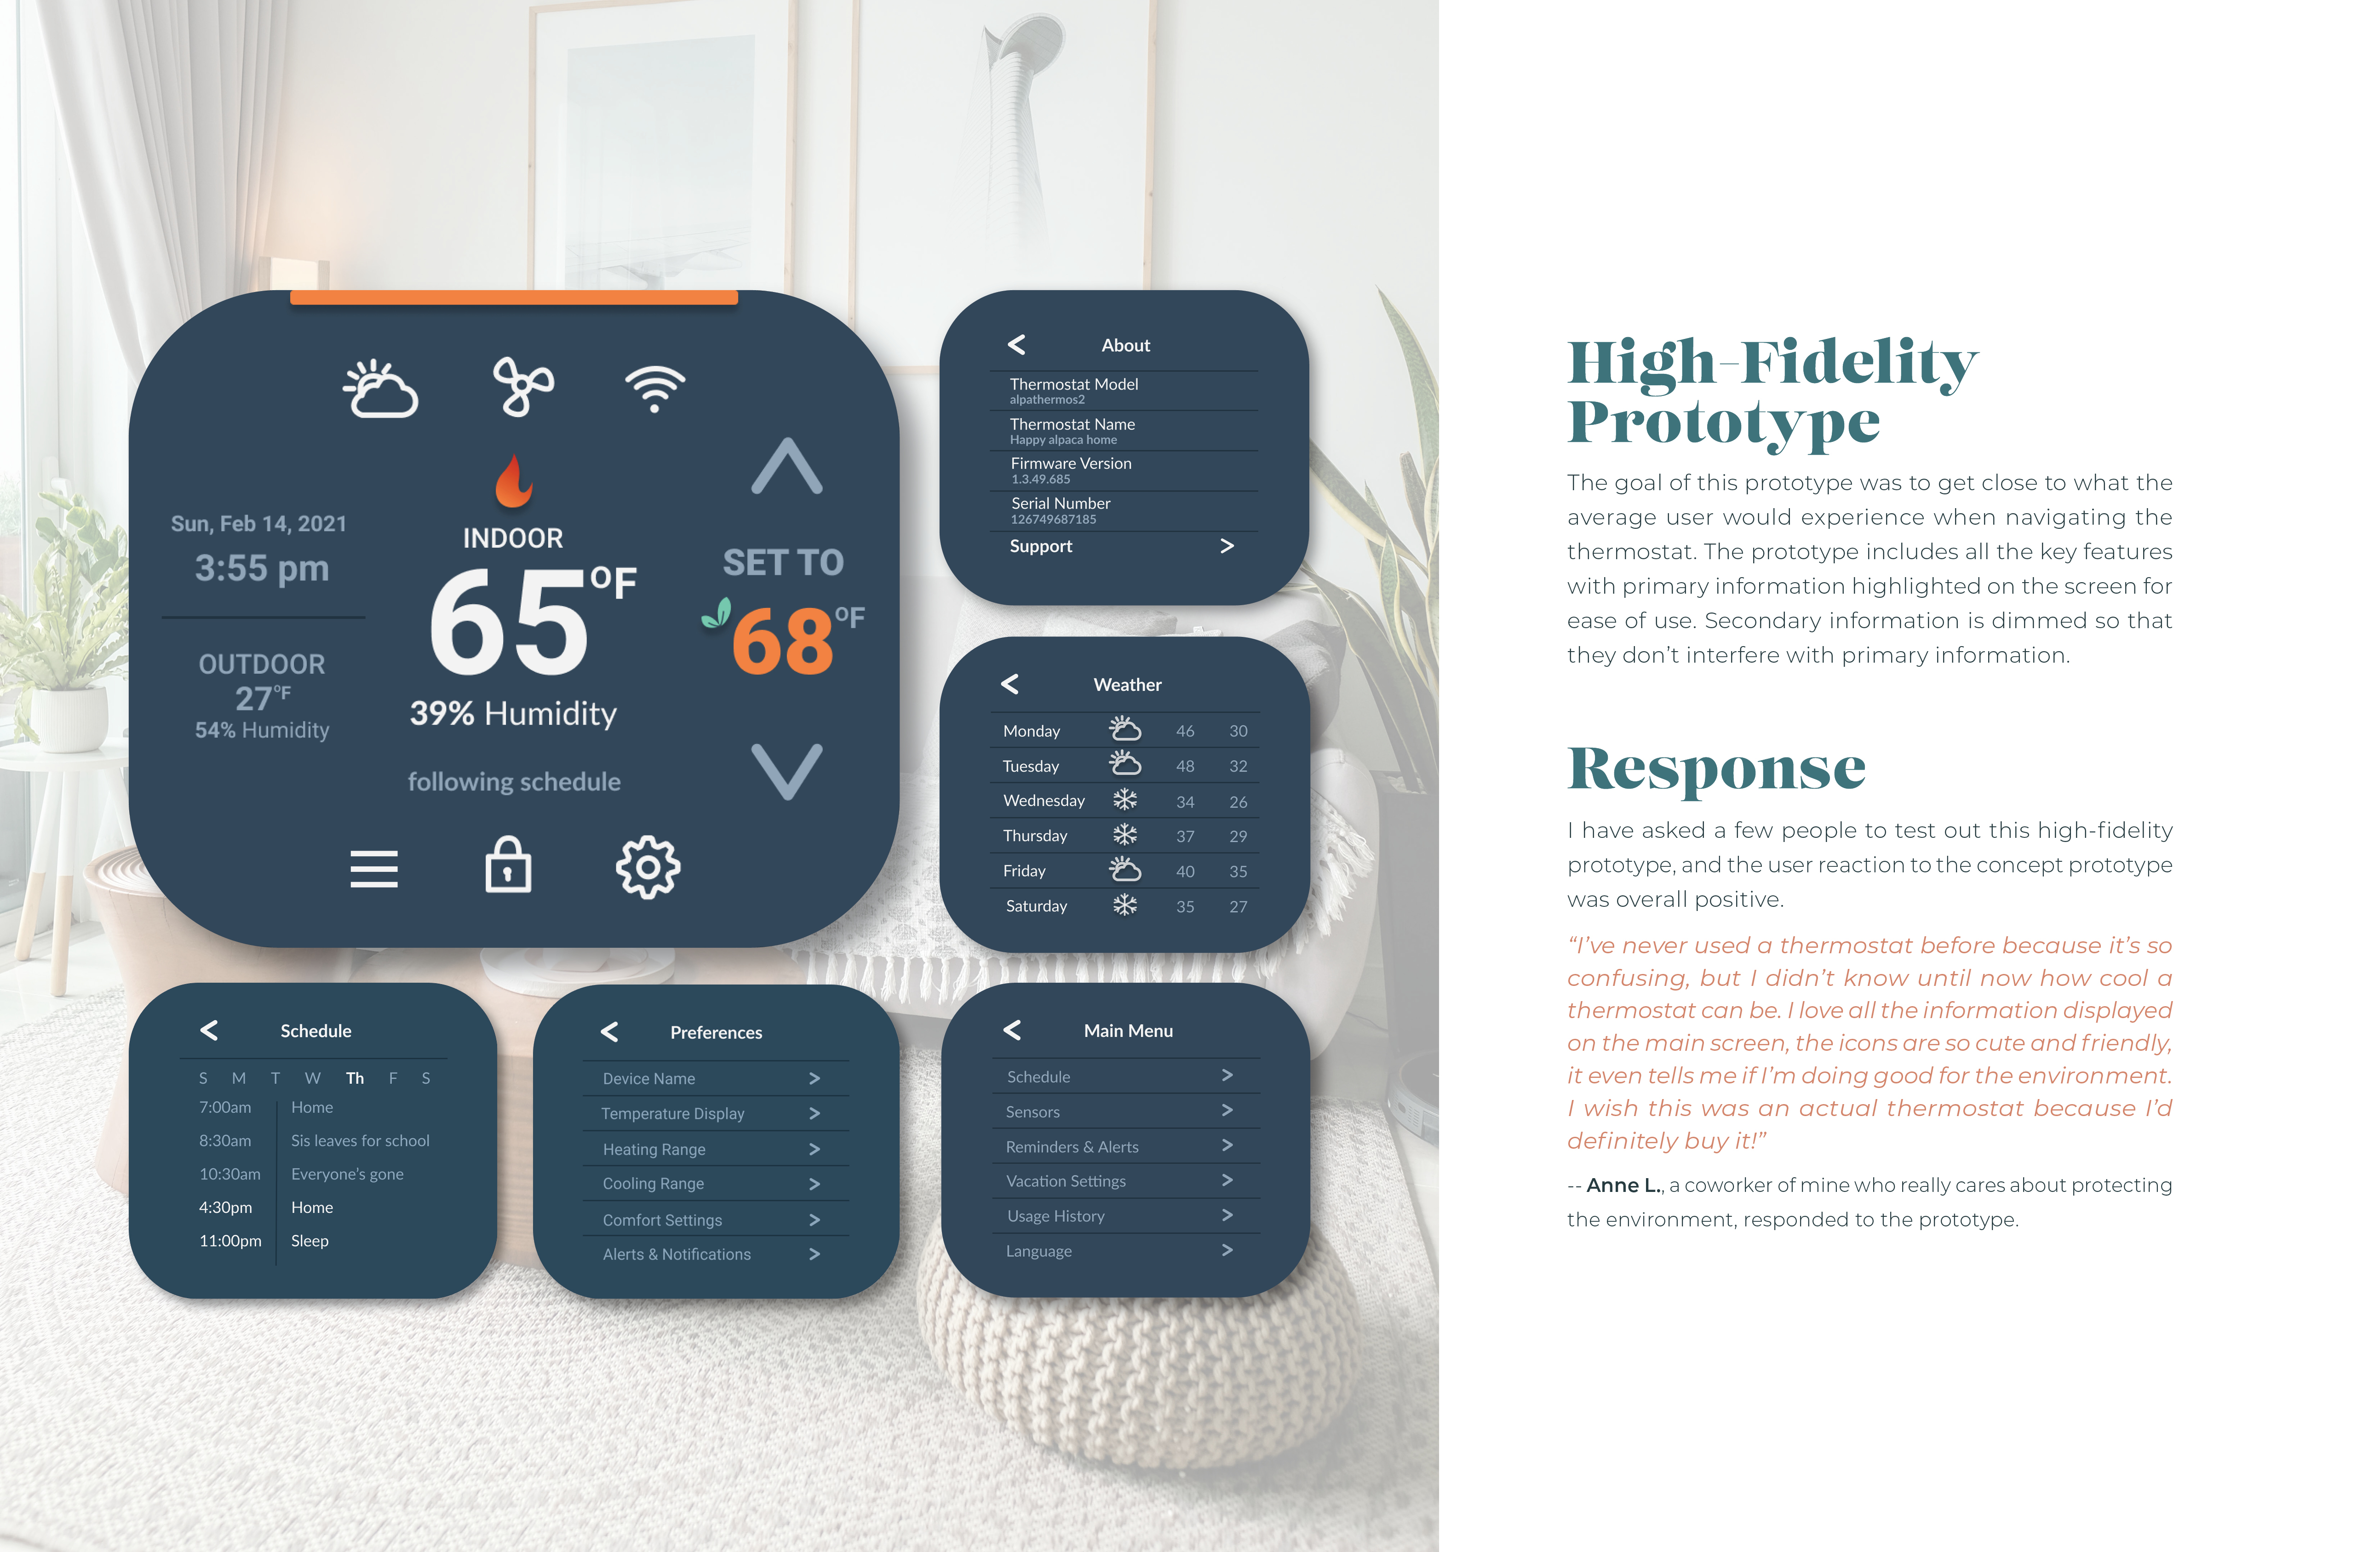 Sun, Feb 14, 2021
3:55 pm
OUTDOOR
27°F
54% Humidity
INDOOR
65°F
39% Humidity
following schedule
SET TO
68°F
About
Thermostat Model
alpathermos2
Thermostat Name
Happy alpaca home
Firmware Version
1.3.49.685
Serial Number
126749687185
Support >
Weather
Monday 46 30
Tuesday 48 32
Wednesday 34 26
Thursday 37 29
Friday 40 35
Saturday 35 27
Schedule
S M T W Th F S
7:00am Home
8:30am Sis leaves for school
10:30am Everyone's gone
4:30pm Home
11:00pm Sleep
Preferences
Device Name >
Temperature Display >
Heating Range >
Cooling Range >
Comfort Settings >
Alerts & Notifications >
Main Menu
Schedule >
Sensors >
Reminders & Alerts >
Vacation Settings >
Usage History >
Language >
High-Fidelity
Prototype
The goal of this prototype was to get close to what the
average user would experience when navigating the
thermostat. The prototype includes all the key features
with primary information highlighted on the screen for
ease of use. Secondary information is dimmed so that
they don't interfere with primary information.
Response
I have asked a few people to test out this high-fidelity
prototype, and the user reaction to the concept prototype
was overall positive.
“I've never used a thermostat before because it's so
confusing, but I didn't know until now how cool a
thermostat can be. I love all the information displayed
on the main screen, the icons are so cute and friendly,
it even tells me if I'm doing good for the environment.
I wish this was an actual thermostat because I'd
definitely buy it!”
-- Anne L., a coworker of mine who really cares about protecting
the environment, responded to the prototype.